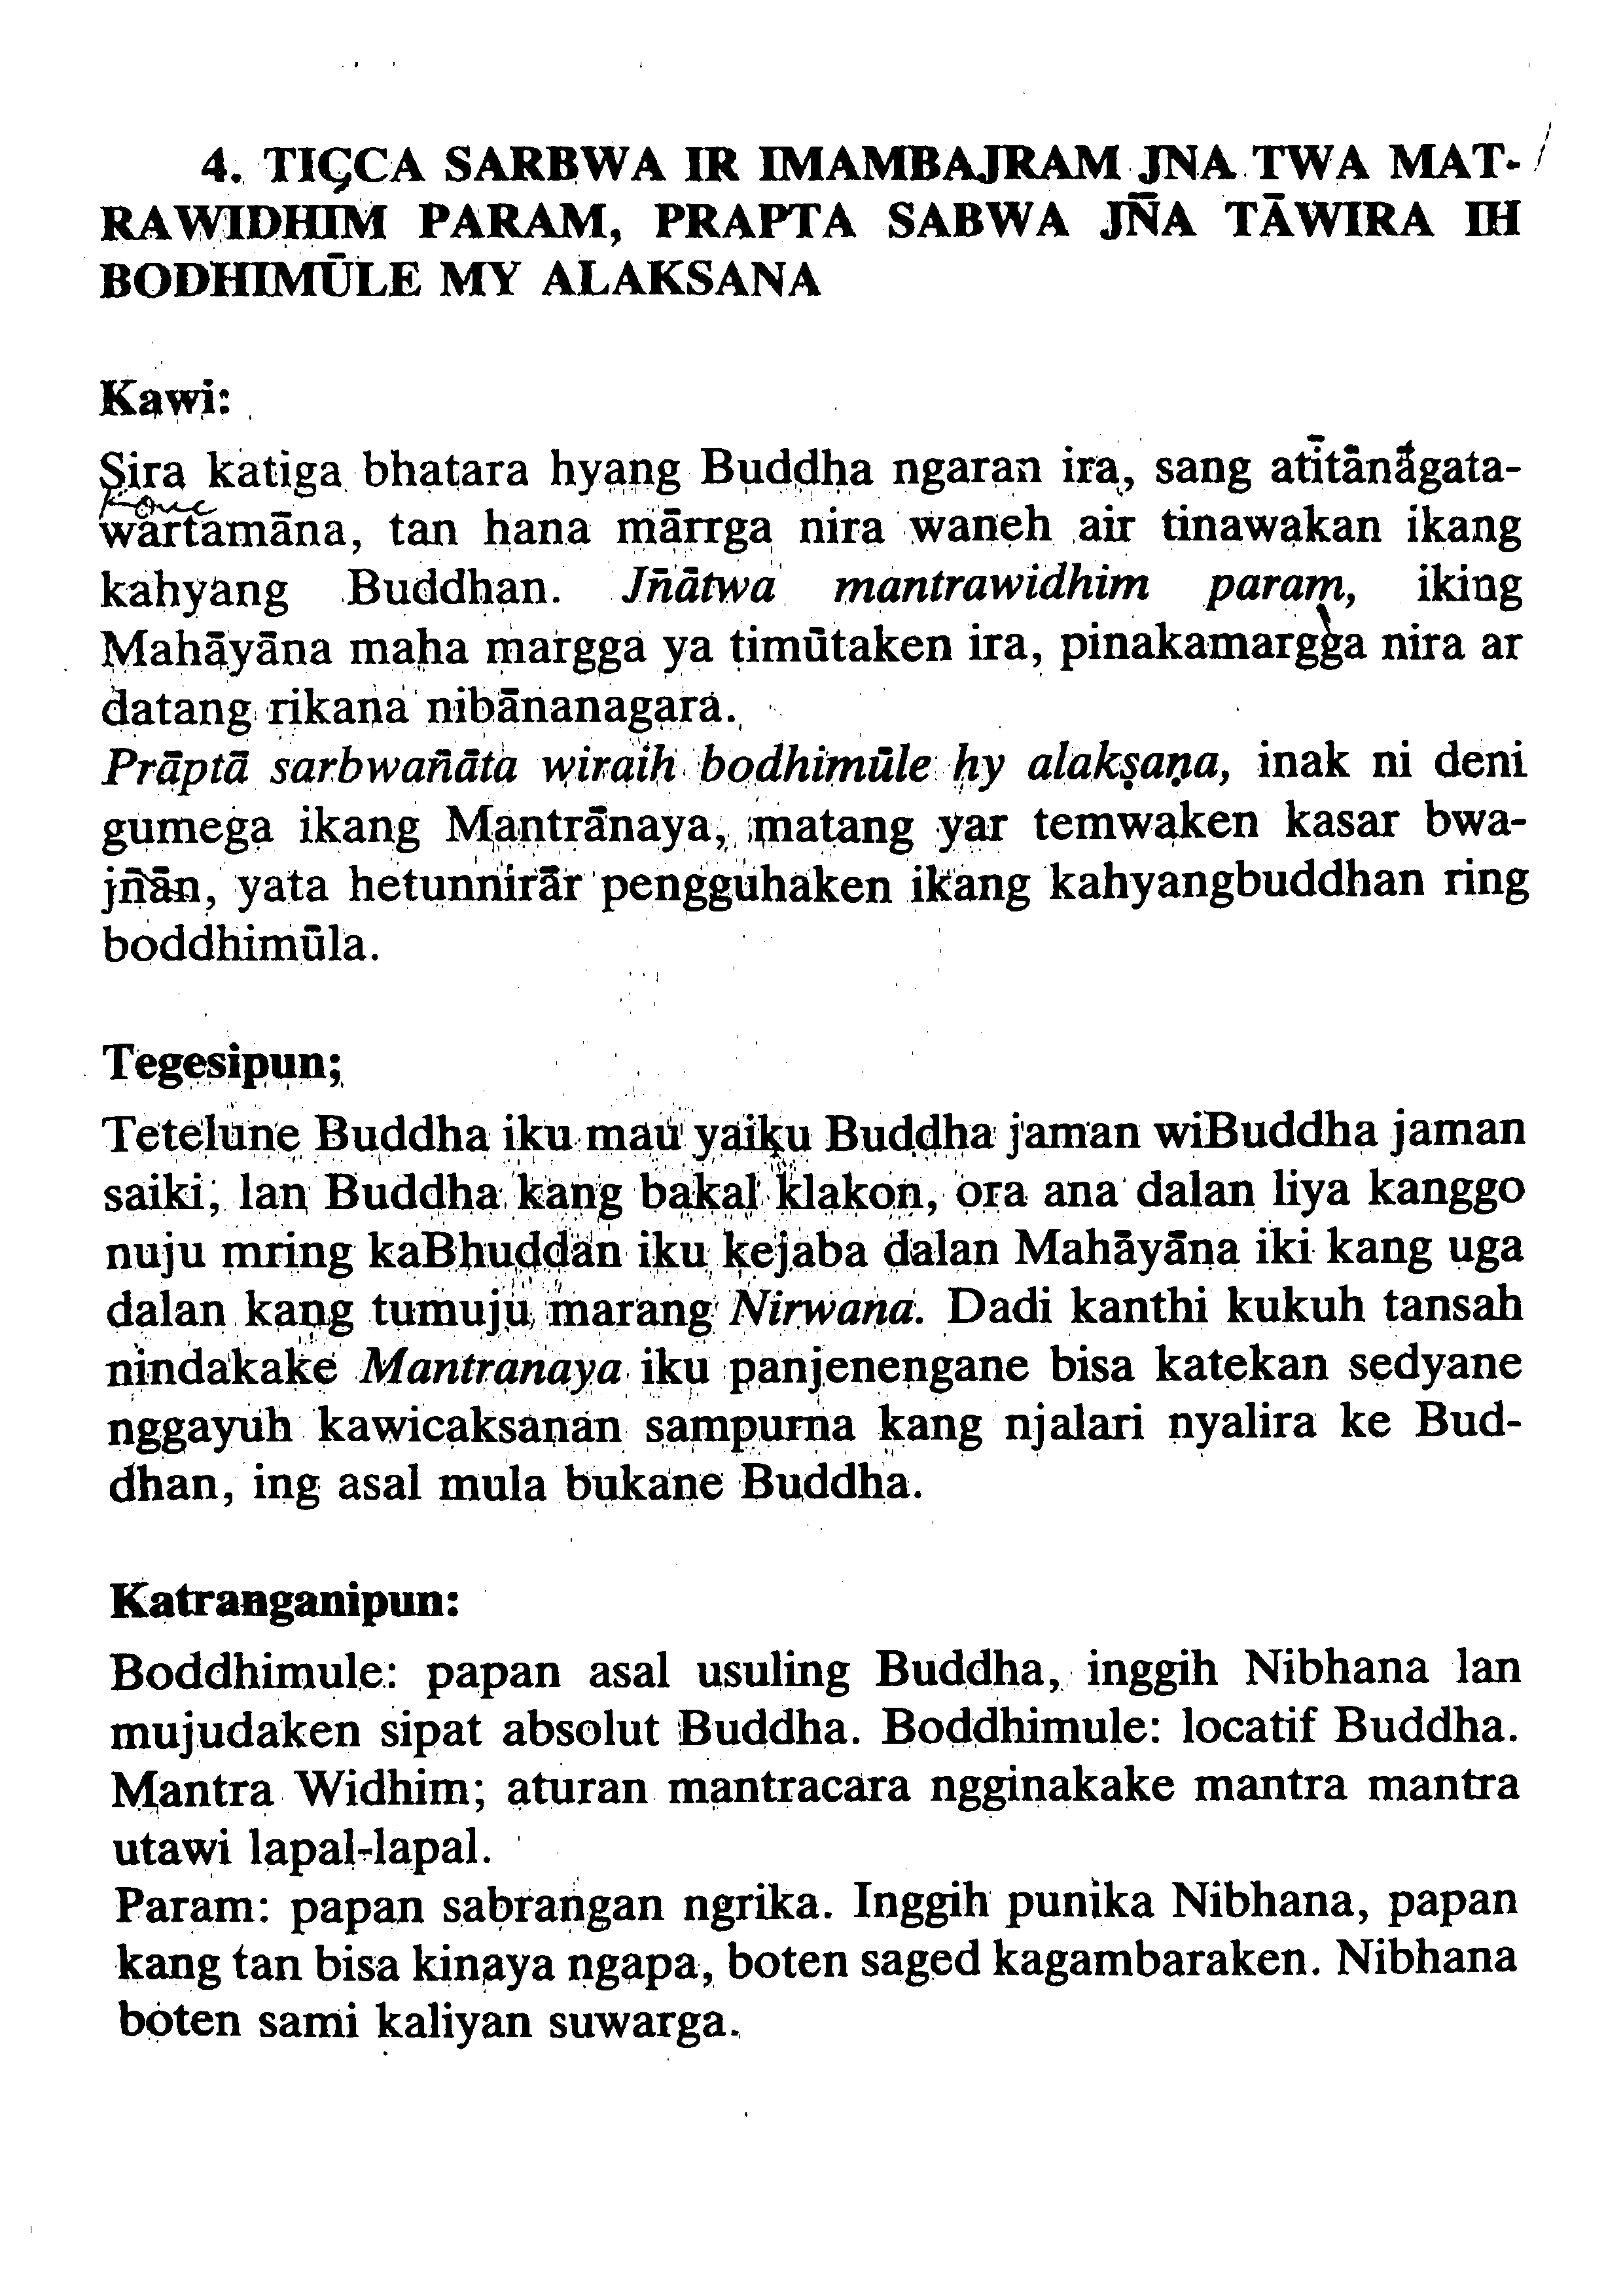 4. TIÇCA SARBWA IR IMAMBAJRAM JNA TWA MAT-
RAWIDHIM PARAM, PRAPTA SABWA JÑA TĀWIRA IH
BODHIMŪLE MY ALAKSANA
Kawi:
Sira katiga bhatara hyang Buddha ngaran ira, sang atītānāgata-
wartamāna, tan hana mārrga nira waneh air tinawakan ikang
kahyang Buddhan. Jñātwa mantrawidhim param, iking
Mahāyāna maha margga ya timūtaken ira, pinakamargga nira ar
datang rikana nibānanagara.
Prāptā sarbwañāta wiraih bodhimūle hy alakṣaṇa, inak ni deni
gumega ikang Mantrānaya, matang yar temwaken kasar bwa-
jñān, yata hetunnirār pengguhaken ikang kahyangbuddhan ring
boddhimūla.
Tegesipun;
Tetelune Buddha iku mau yaiku Buddha jaman wiBuddha jaman
saiki, lan Buddha kang bakal klakon, ora ana dalan liya kanggo
nuju mring kaBhuddan iku kejaba dalan Mahāyāna iki kang uga
dalan kang tumuju marang Nirwana. Dadi kanthi kukuh tansah
nindakake Mantranaya iku panjenengane bisa katekan sedyane
nggayuh kawicaksanan sampurna kang njalari nyalira ke Bud-
dhan, ing asal mula bukane Buddha.
Katranganipun:
Boddhimule: papan asal usuling Buddha, inggih Nibhana lan
mujudaken sipat absolut Buddha. Boddhimule: locatif Buddha.
Mantra Widhim; aturan mantracara ngginakake mantra mantra
utawi lapal-lapal.
Param: papan sabrangan ngrika. Inggih punika Nibhana, papan
kang tan bisa kinaya ngapa, boten saged kagambaraken. Nibhana
boten sami kaliyan suwarga.